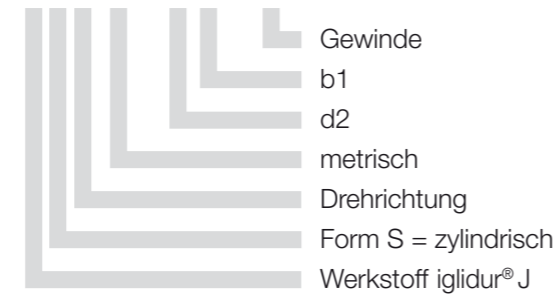 Gewinde
b1
d2
metrisch
Drehrichtung
Form S = zylindrisch
Werkstoff iglidur® J